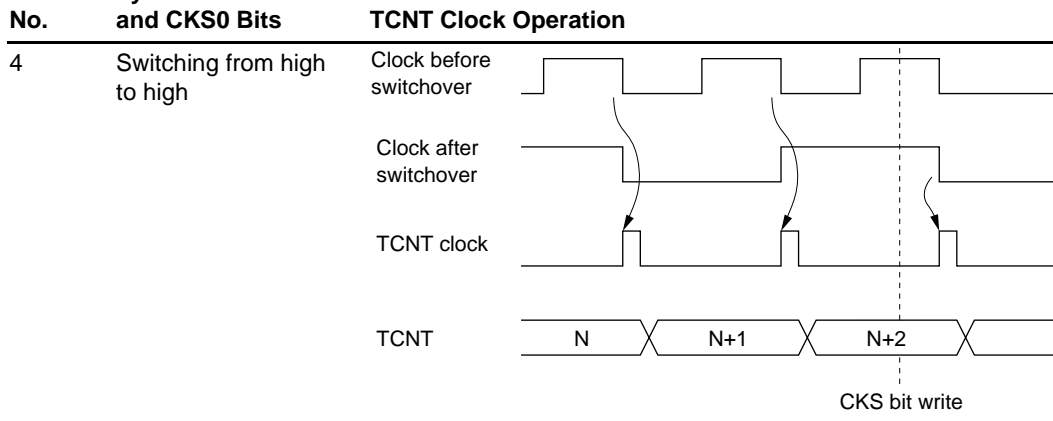 No. and CKS0 Bits TCNT Clock Operation
4 Switching from high Clock before
to high switchover
Clock after
switchover
TCNT clock
TCNT N N+1 N+2
CKS bit write